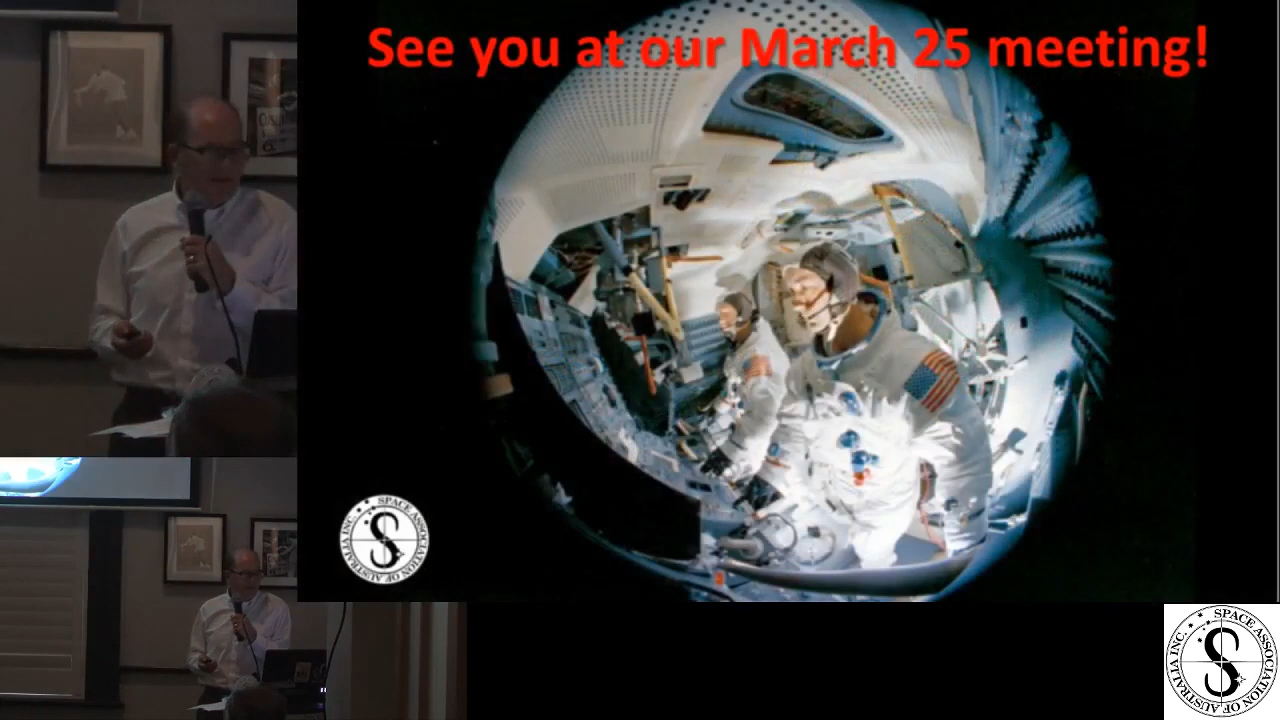 See you at our March 25 meeting!
SPACE ASSOCIATION OF AUSTRALIA INC.
SPACE ASSOCIATION OF AUSTRALIA INC.